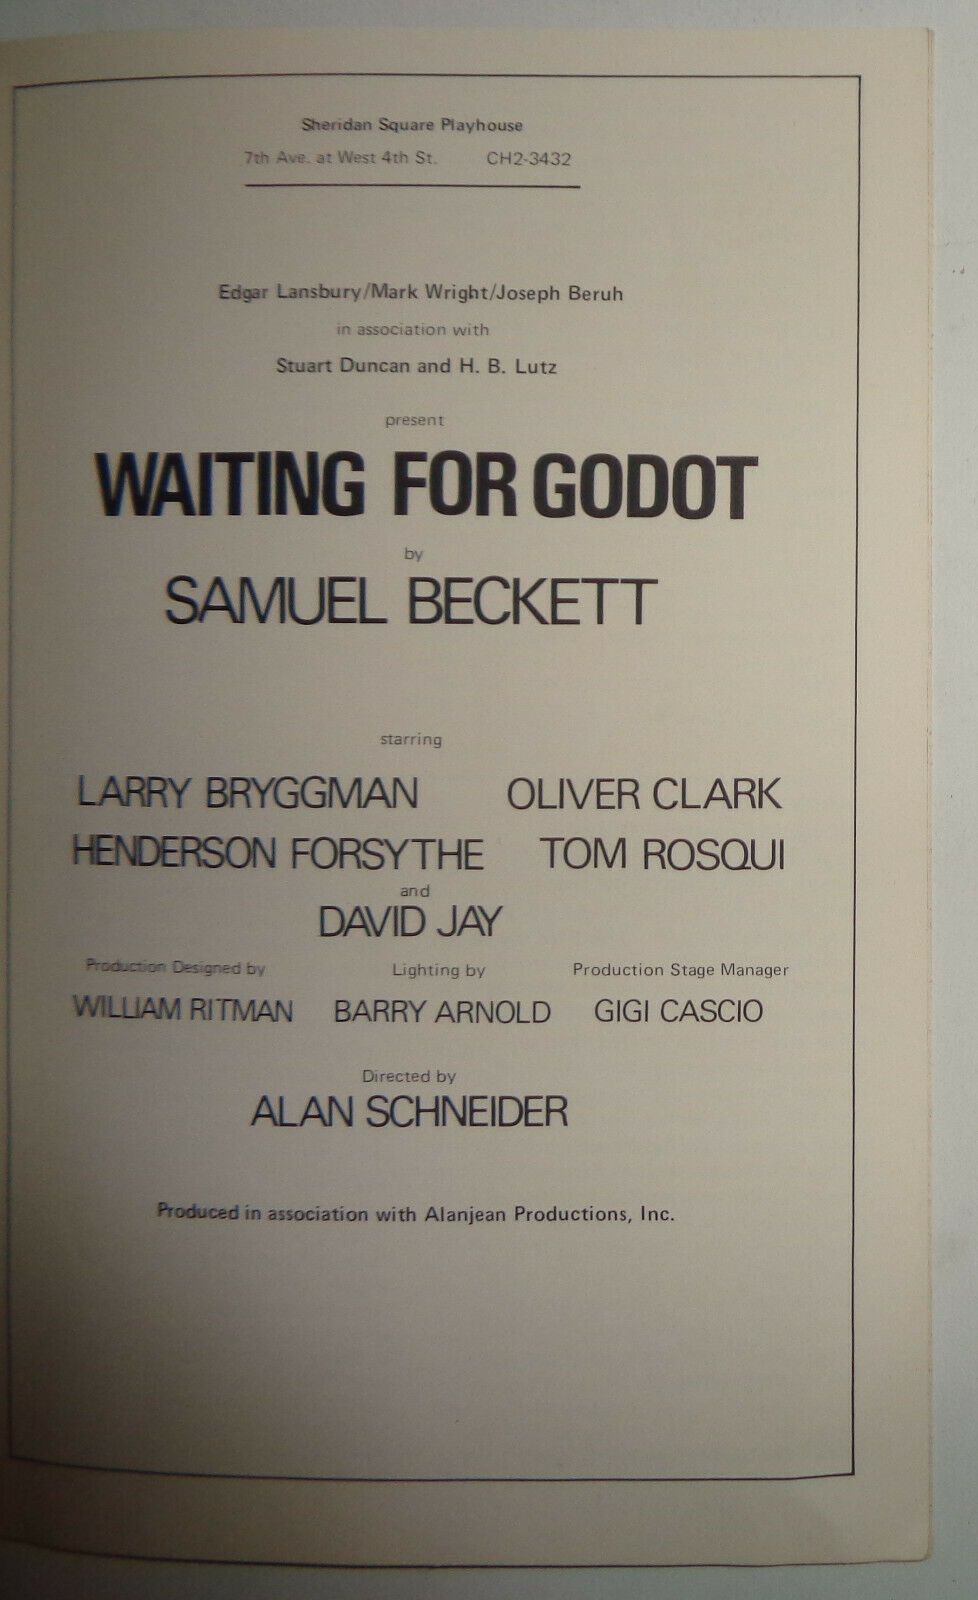 Sheridan Square Playhouse
7th Ave. at West 4th St. CH2-3432
Edgar Lansbury/Mark Wright/Joseph Beruh
in association with
Stuart Duncan and H. B. Lutz
present
WAITING FOR GODOT
by
SAMUEL BECKETT
starring
LARRY BRYGGMAN OLIVER CLARK
HENDERSON FORSYTHE TOM ROSQUI
and
DAVID JAY
Production Designed by Lighting by Production Stage Manager
WILLIAM RITMAN BARRY ARNOLD GIGI CASCIO
Directed by
ALAN SCHNEIDER
Produced in association with Alanjean Productions, Inc.